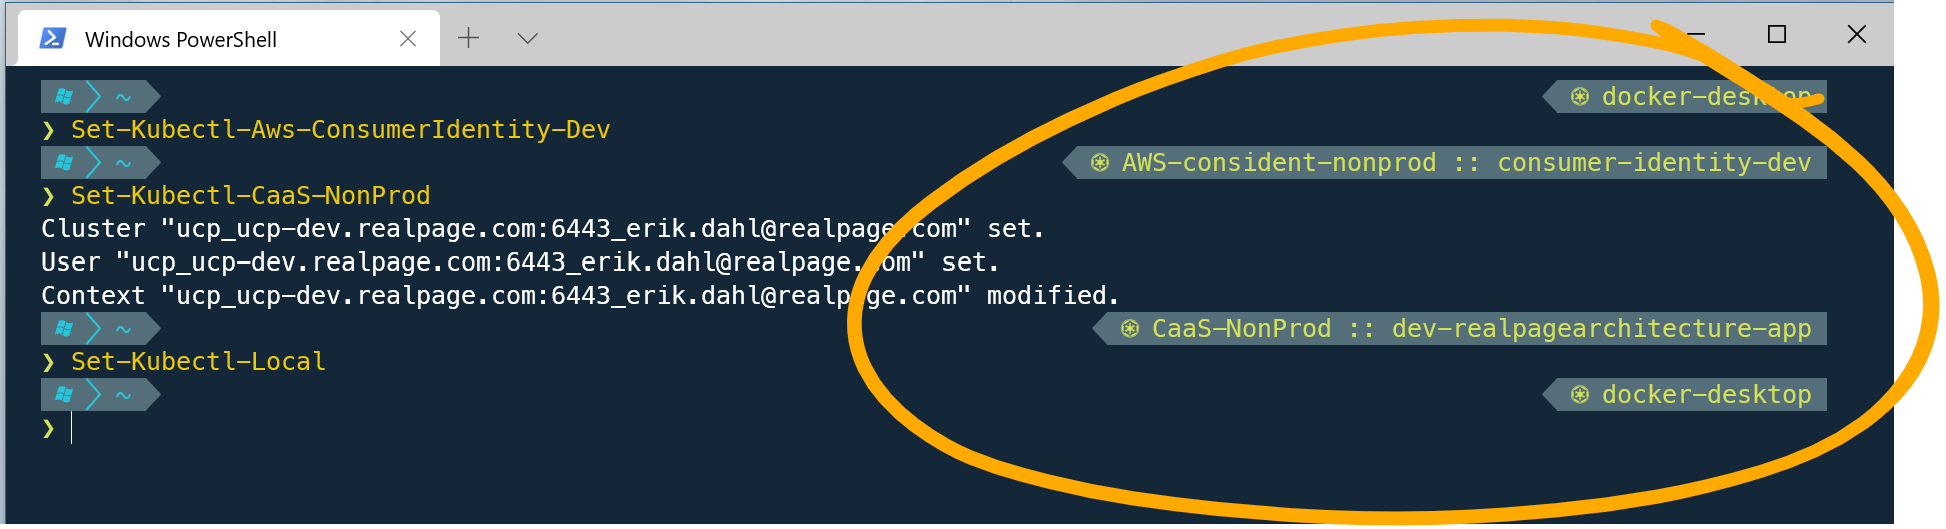 Windows PowerShell
~ docker-desktop
❯ Set-Kubectl-Aws-ConsumerIdentity-Dev
~ AWS-consident-nonprod :: consumer-identity-dev
❯ Set-Kubectl-CaaS-NonProd
Cluster "ucp_ucp-dev.realpage.com:6443_erik.dahl@realpage.com" set.
User "ucp_ucp-dev.realpage.com:6443_erik.dahl@realpage.com" set.
Context "ucp_ucp-dev.realpage.com:6443_erik.dahl@realpage.com" modified.
~ CaaS-NonProd :: dev-realpagearchitecture-app
❯ Set-Kubectl-Local
~ docker-desktop
❯